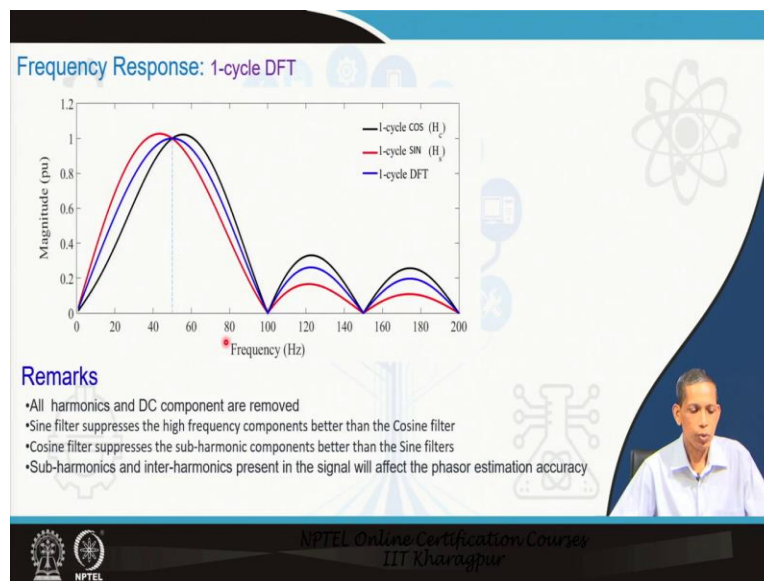 Frequency Response: 1-cycle DFT
1.2
1
0.8
0.6
0.4
0.2
0
Magnitude (pu)
1-cycle COS (Hc)
1-cycle SIN (Hs)
1-cycle DFT
0 20 40 60 80 100 120 140 160 180 200
Frequency (Hz)
Remarks
•All harmonics and DC component are removed
•Sine filter suppresses the high frequency components better than the Cosine filter
•Cosine filter suppresses the sub-harmonic components better than the Sine filters
•Sub-harmonics and inter-harmonics present in the signal will affect the phasor estimation accuracy
NPTEL Online Certification Courses
IIT Kharagpur
NPTEL